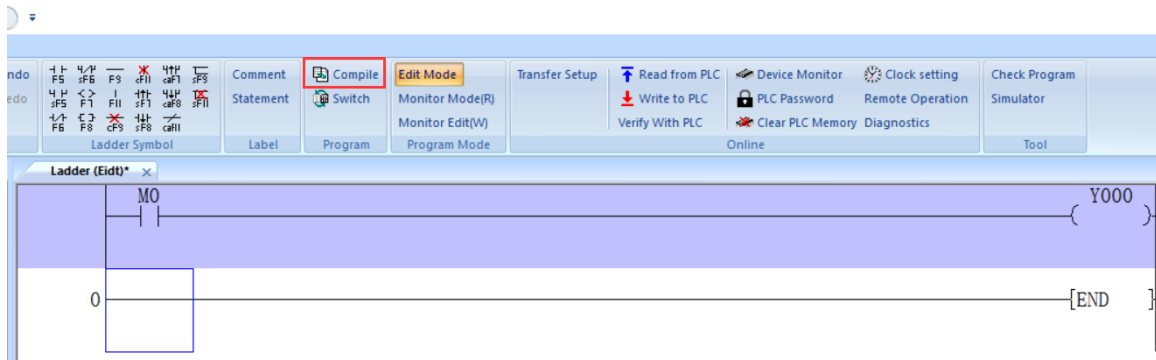 ndo F5 sF6 F9 cF11 caF1 sF9 Comment Compile Edit Mode Transfer Setup Read from PLC Device Monitor Clock setting Check Program
edo sF5 F7 F11 sF7 caF8 sF11 Statement Switch Monitor Mode(R) Write to PLC PLC Password Remote Operation Simulator
F6 F8 cF9 sF8 caF11 Monitor Edit(W) Verify With PLC Clear PLC Memory Diagnostics
Ladder Symbol Label Program Program Mode Online Tool
Ladder (Eidt)*
M0 Y000
0 END